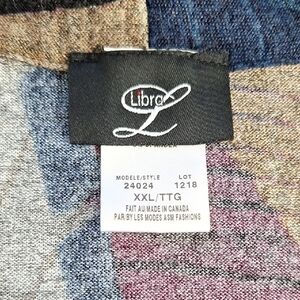 Libra
L
MODELE/STYLE LOT
24024 1218
XXL/TTG
FAIT AU MADE IN CANADA
PAR BY LES MODES ASM FASHIONS